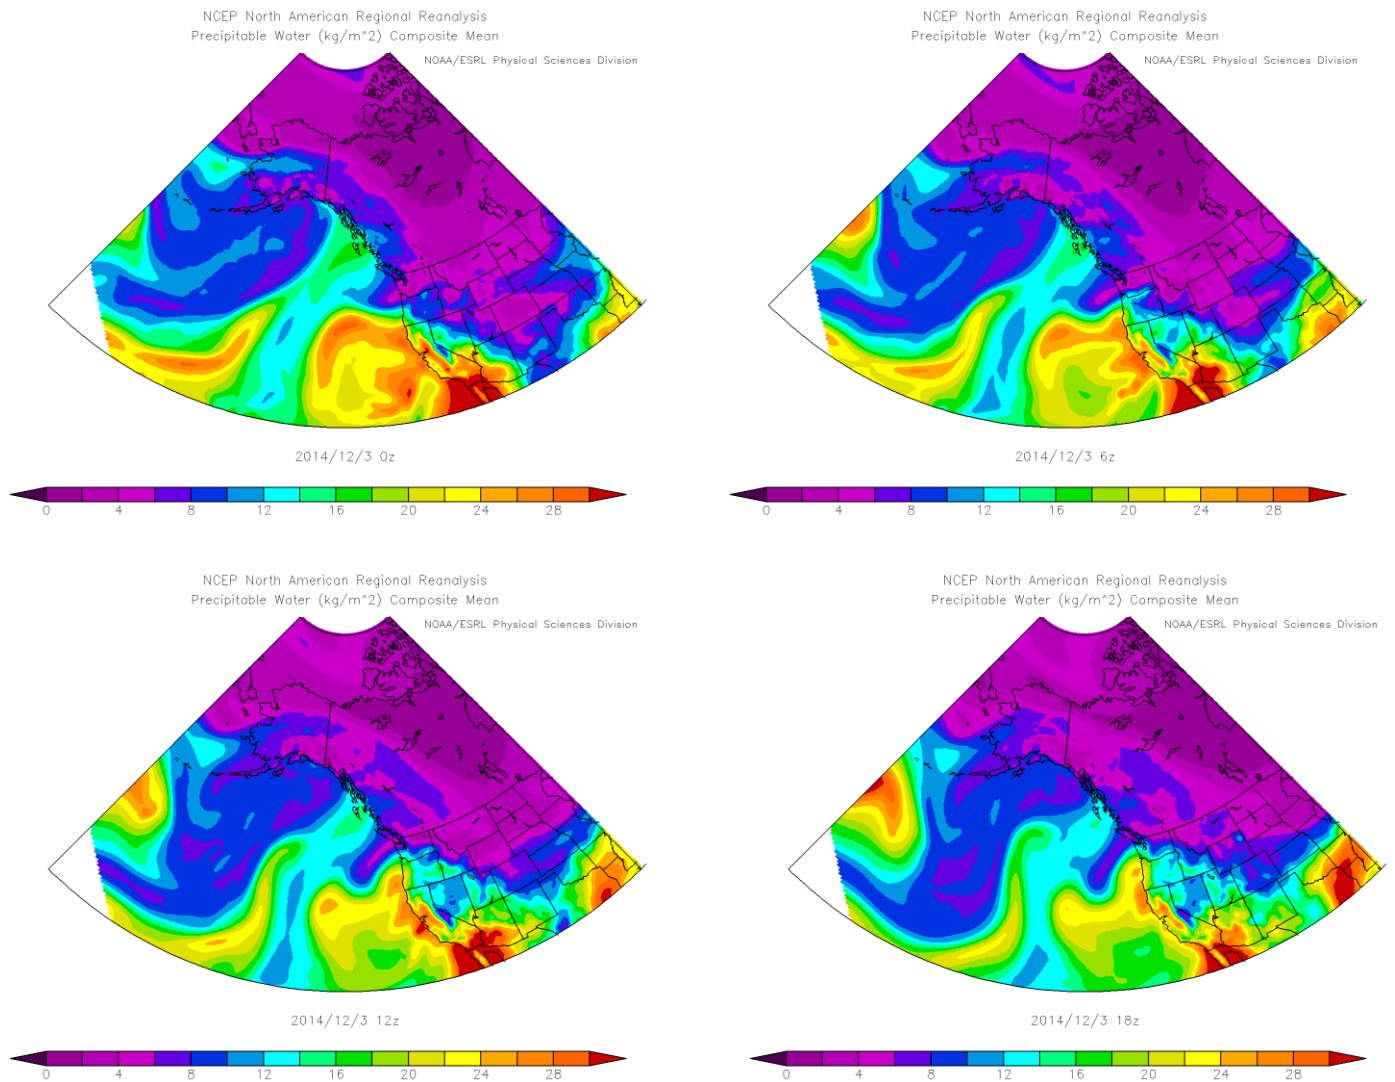 NCEP North American Regional Reanalysis
Precipitable Water (kg/m^2) Composite Mean
NOAA/ESRL Physical Sciences Division
2014/12/3 0z
0 4 8 12 16 20 24 28
NCEP North American Regional Reanalysis
Precipitable Water (kg/m^2) Composite Mean
NOAA/ESRL Physical Sciences Division
2014/12/3 6z
0 4 8 12 16 20 24 28
NCEP North American Regional Reanalysis
Precipitable Water (kg/m^2) Composite Mean
NOAA/ESRL Physical Sciences Division
2014/12/3 12z
0 4 8 12 16 20 24 28
NCEP North American Regional Reanalysis
Precipitable Water (kg/m^2) Composite Mean
NOAA/ESRL Physical Sciences Division
2014/12/3 18z
0 4 8 12 16 20 24 28